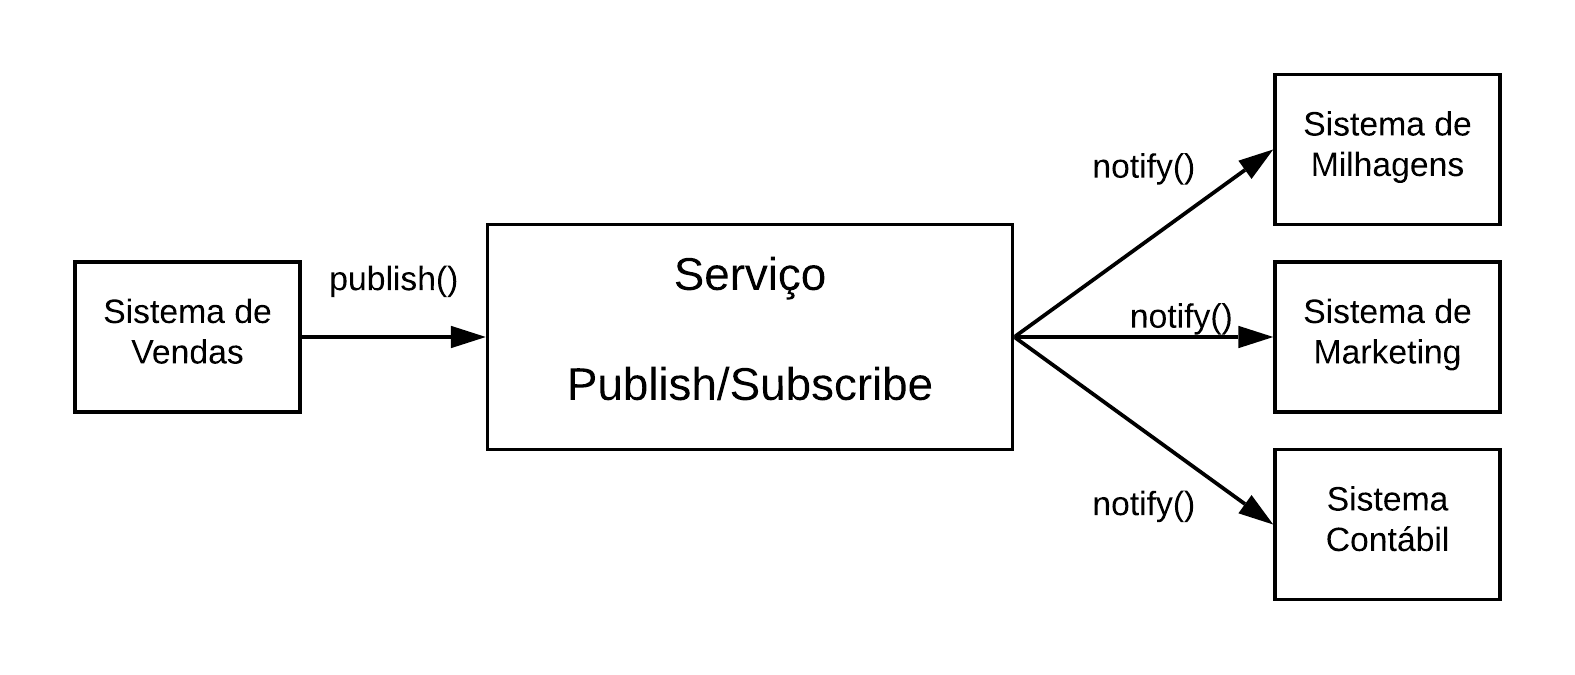 Sistema de
Vendas
publish()
Serviço
Publish/Subscribe
notify()
notify()
notify()
Sistema de
Milhagens
Sistema de
Marketing
Sistema
Contábil